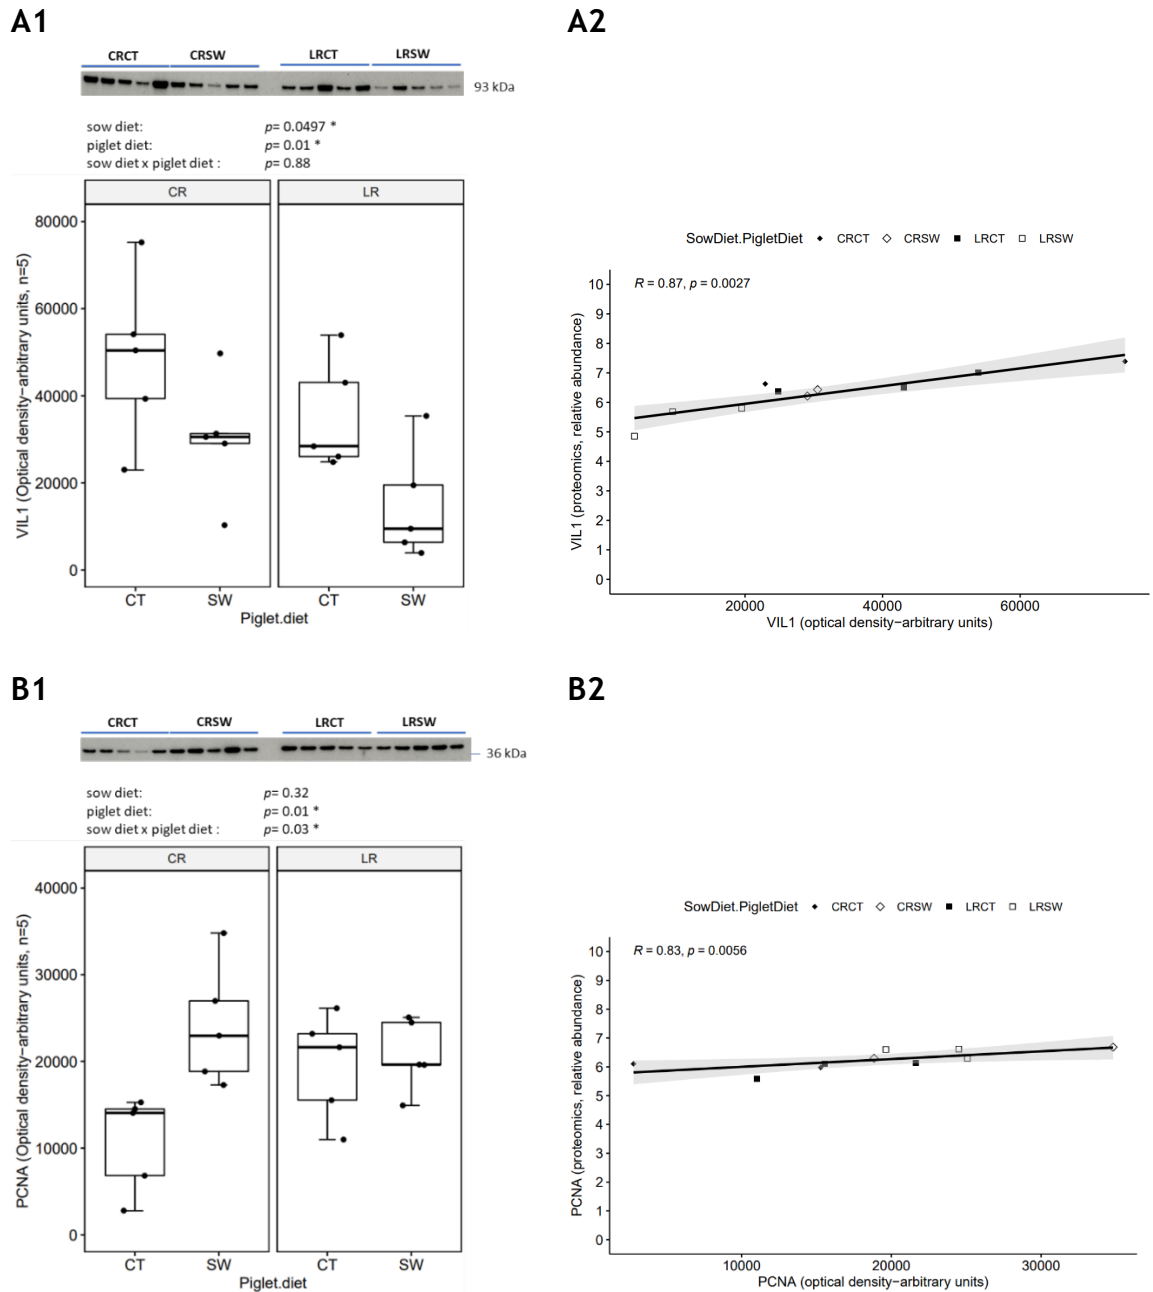 A1
CRCT CRSW LRCT LRSW
93 kDa
sow diet: p= 0.0497 *
piglet diet: p= 0.01 *
sow diet x piglet diet : p= 0.88
CR LR
VIL1 (Optical density−arbitrary units, n=5)
80000
60000
40000
20000
0
CT SW CT SW
Piglet.diet
A2
SowDiet.PigletDiet CRCT CRSW LRCT LRSW
R = 0.87, p = 0.0027
VIL1 (proteomics, relative abundance)
10
9
8
7
6
5
4
3
2
1
0
20000 40000 60000
VIL1 (optical density−arbitrary units)
B1
CRCT CRSW LRCT LRSW
36 kDa
sow diet: p= 0.32
piglet diet: p= 0.01 *
sow diet x piglet diet : p= 0.03 *
CR LR
PCNA (Optical density−arbitrary units, n=5)
40000
30000
20000
10000
0
CT SW CT SW
Piglet.diet
B2
SowDiet.PigletDiet CRCT CRSW LRCT LRSW
R = 0.83, p = 0.0056
PCNA (proteomics, relative abundance)
10
9
8
7
6
5
4
3
2
1
0
10000 20000 30000
PCNA (optical density−arbitrary units)